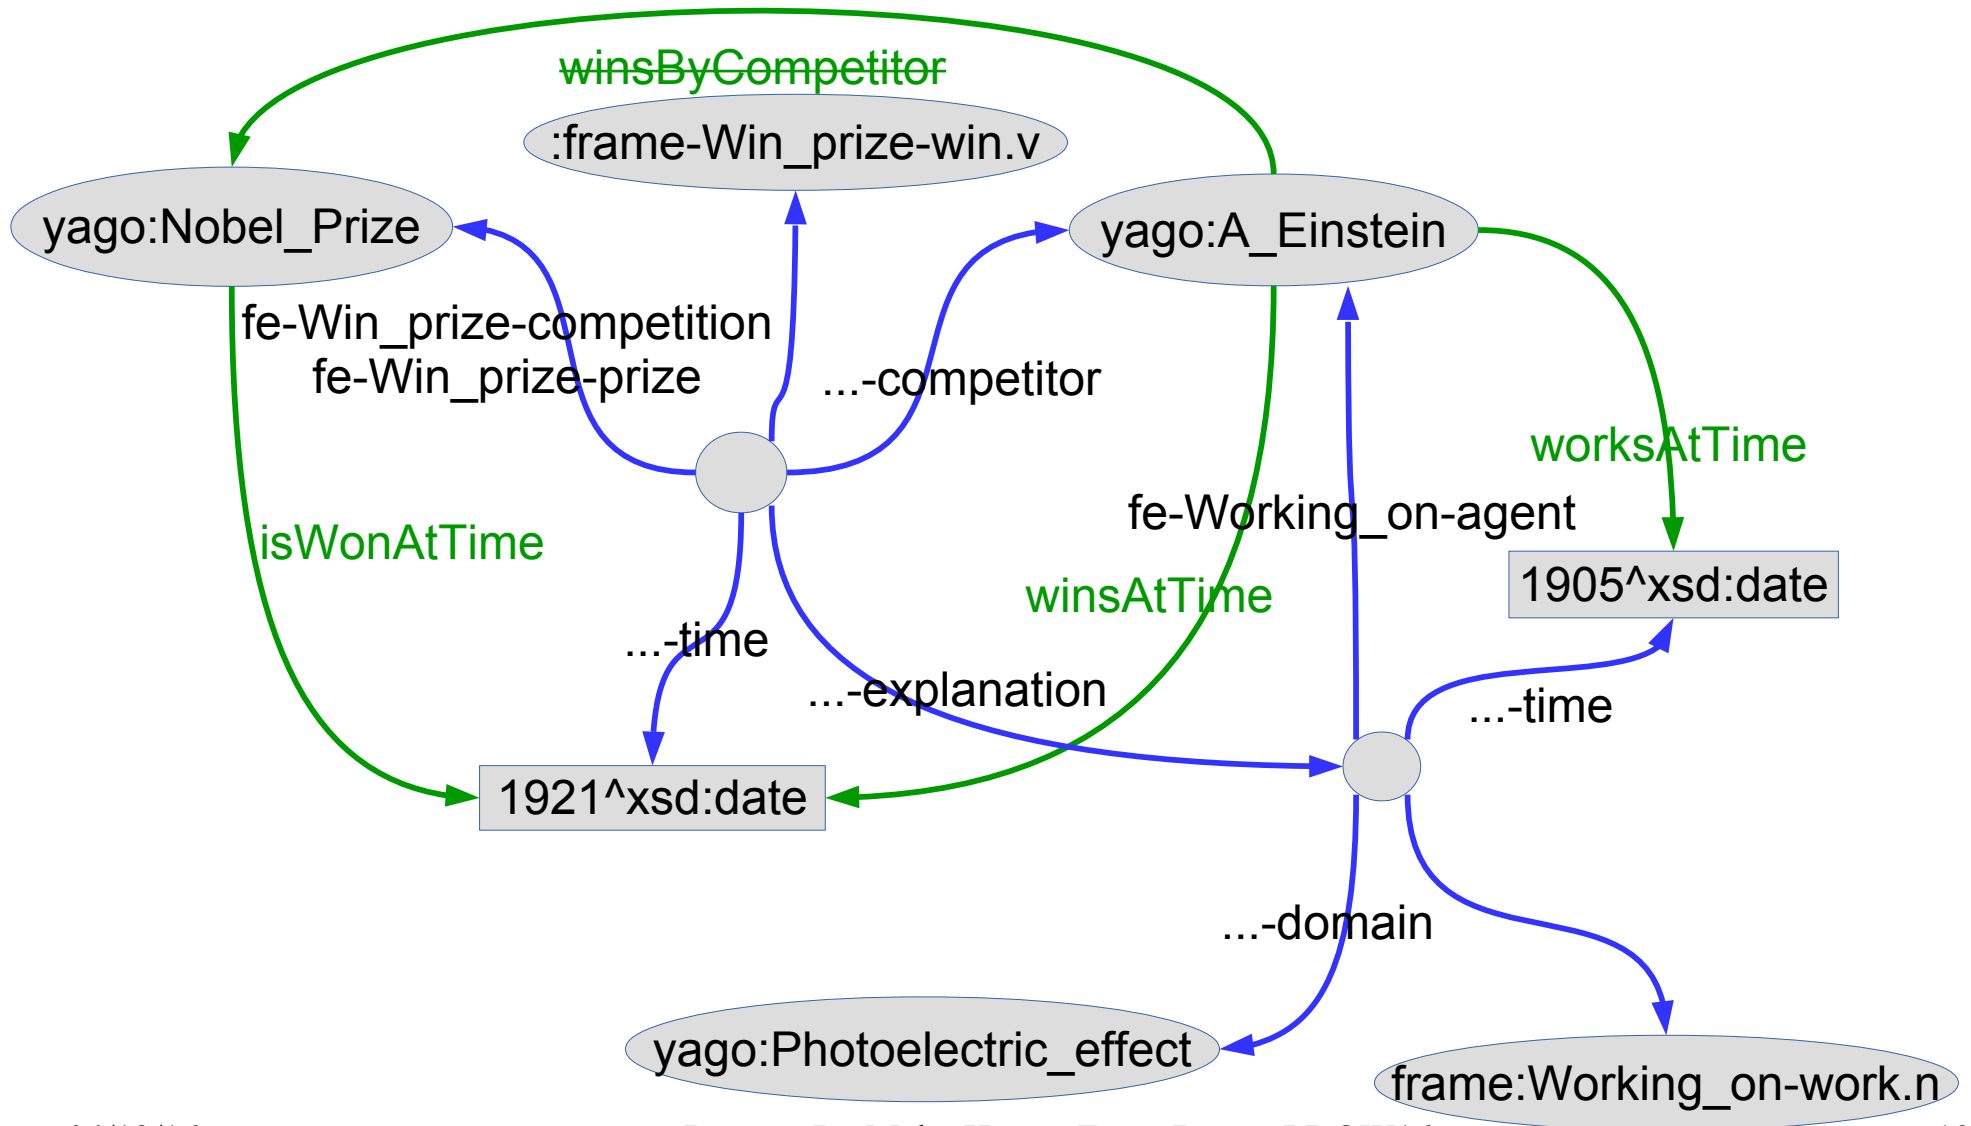 winsByCompetitor
:frame-Win_prize-win.v
yago:Nobel_Prize
yago:A_Einstein
fe-Win_prize-competition
fe-Win_prize-prize
...-competitor
worksAtTime
fe-Working_on-agent
isWonAtTime
1905^xsd:date
winsAtTime
...-time
...-explanation
...-time
1921^xsd:date
...-domain
yago:Photoelectric_effect
frame:Working_on-work.n